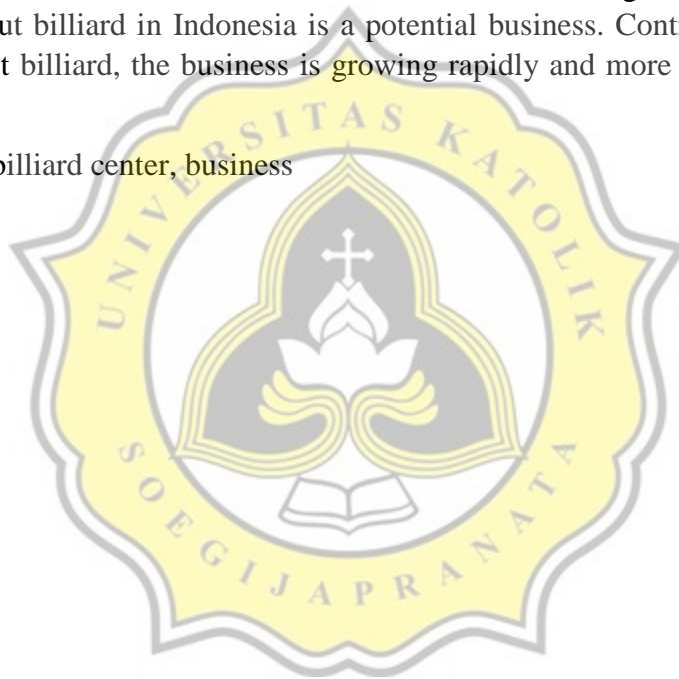 ut billiard in Indonesia is a potential business. Conti
t billiard, the business is growing rapidly and more
billiard center, business
UNIVERSITAS KATOLIK
SOEGIJAPRANATA